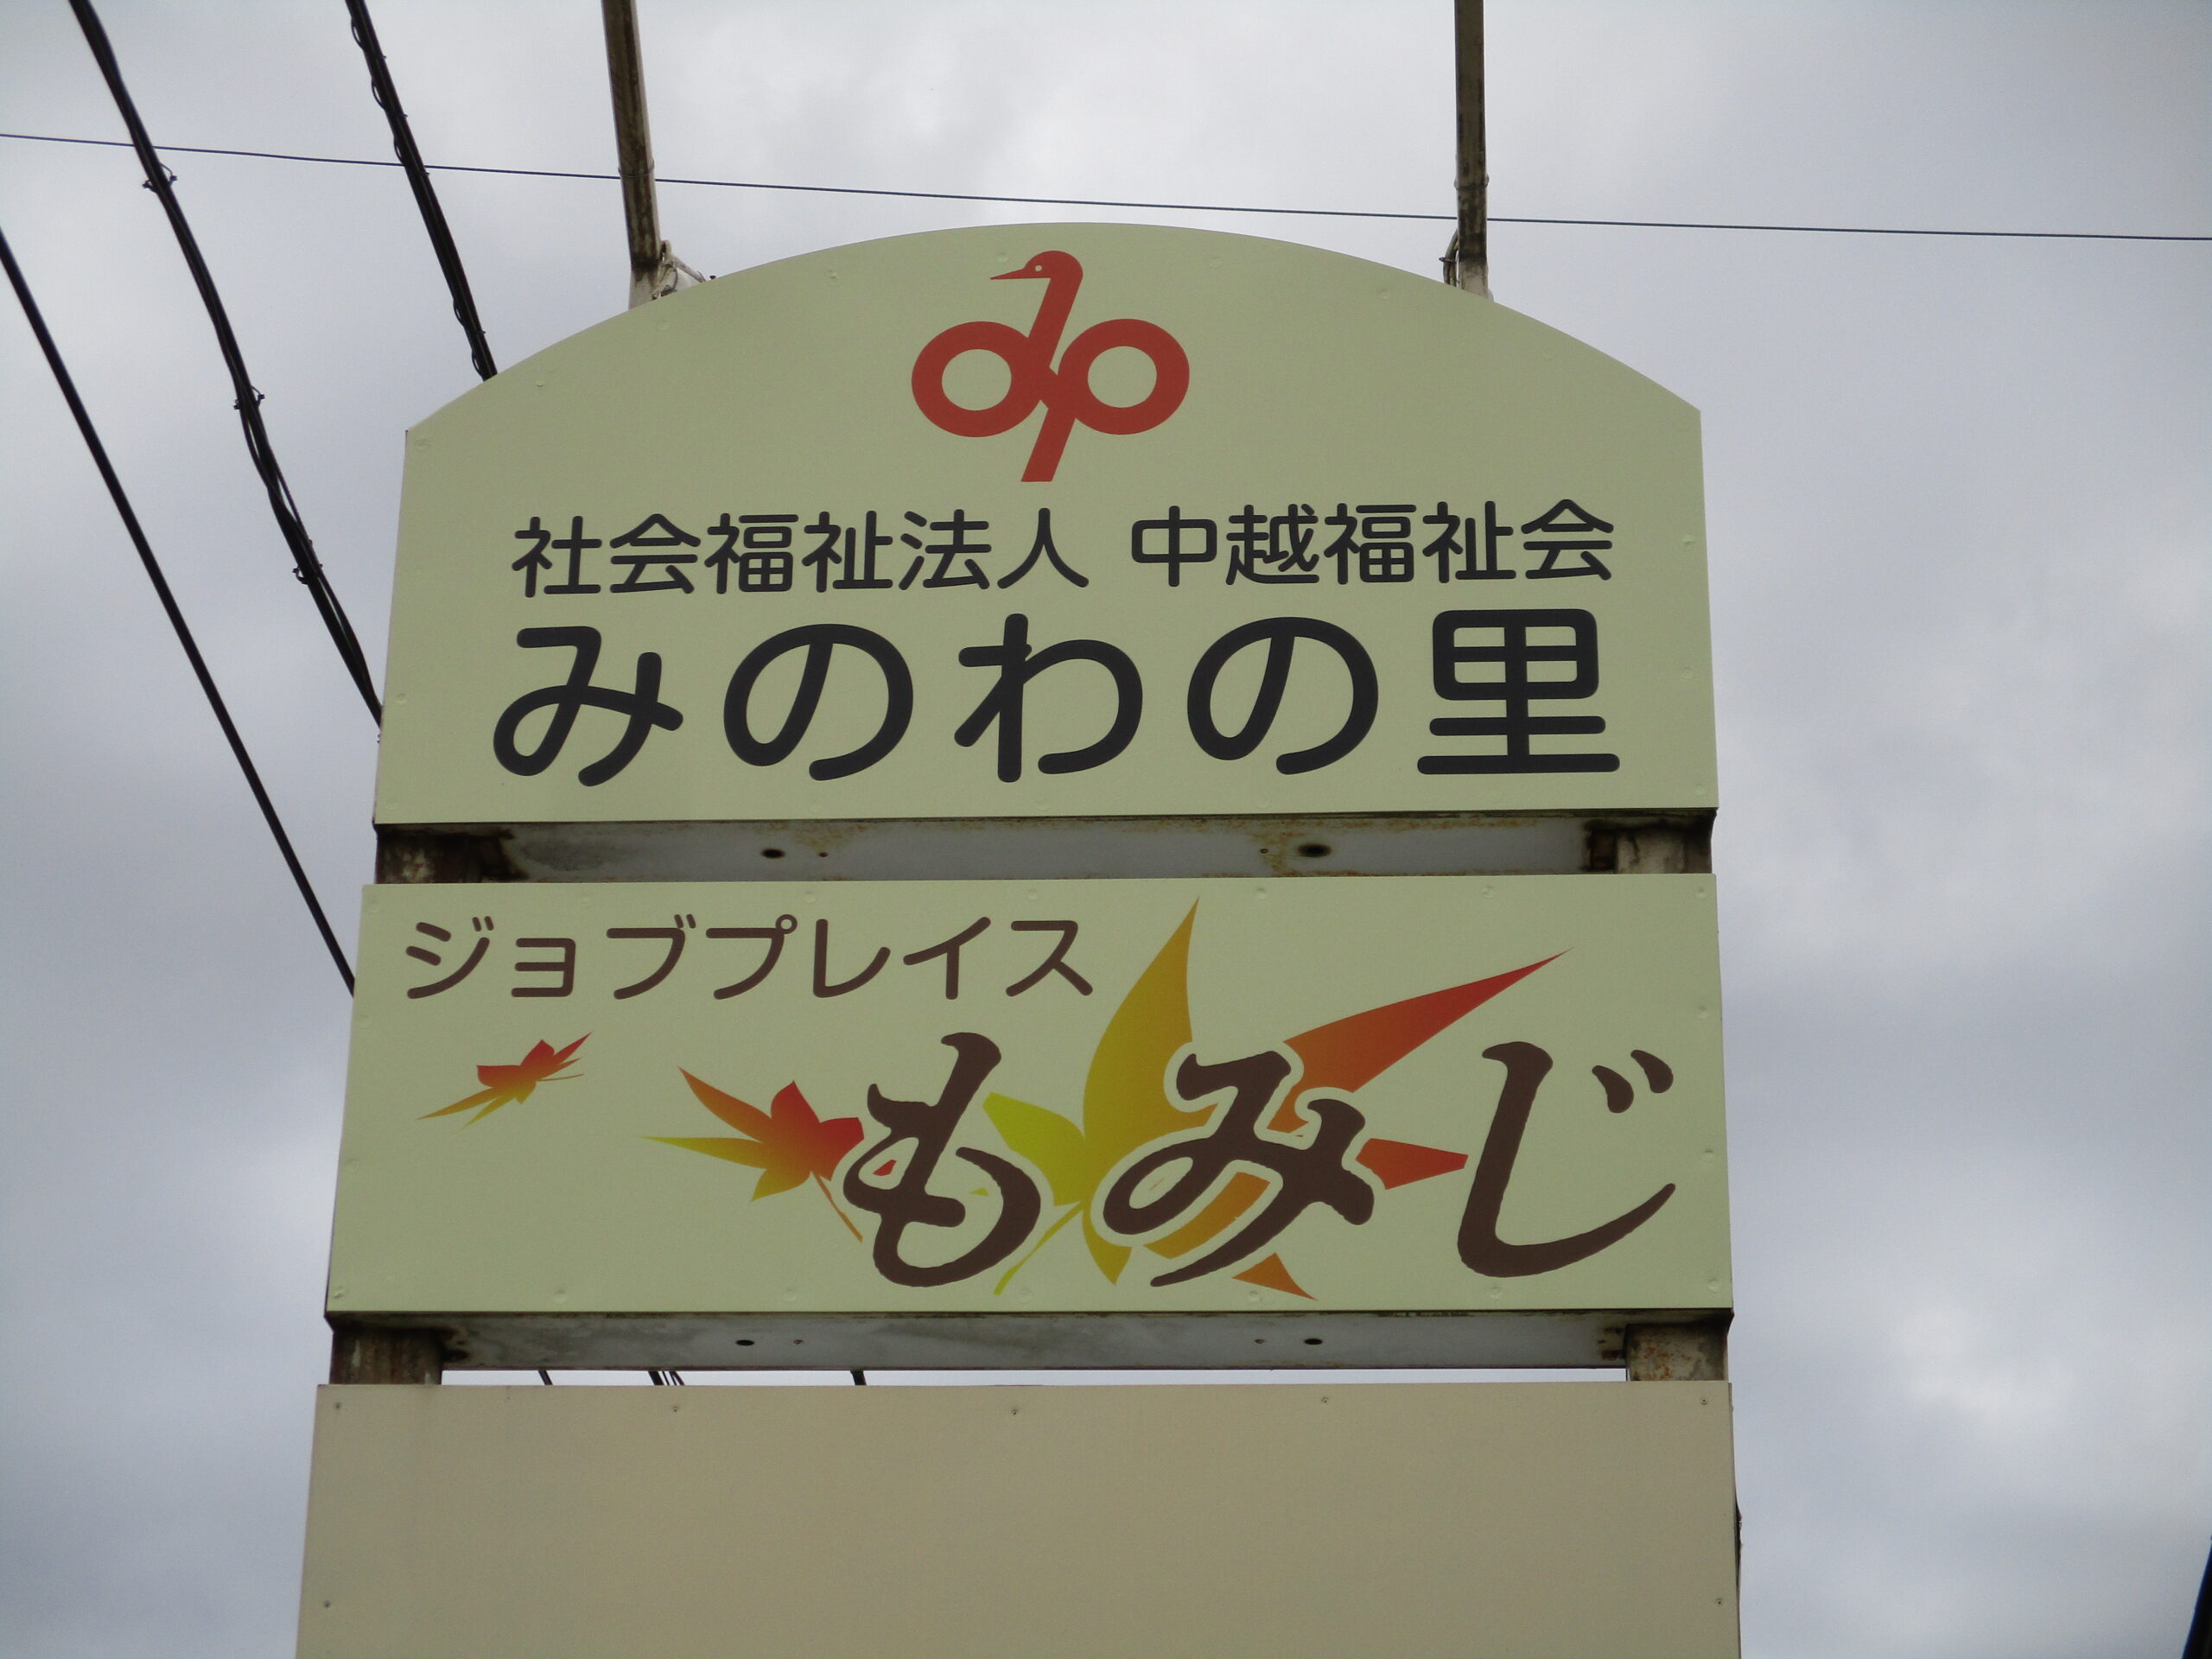 社会福祉法人 中越福祉会
みのわの里
ジョブプレイス
もみじ